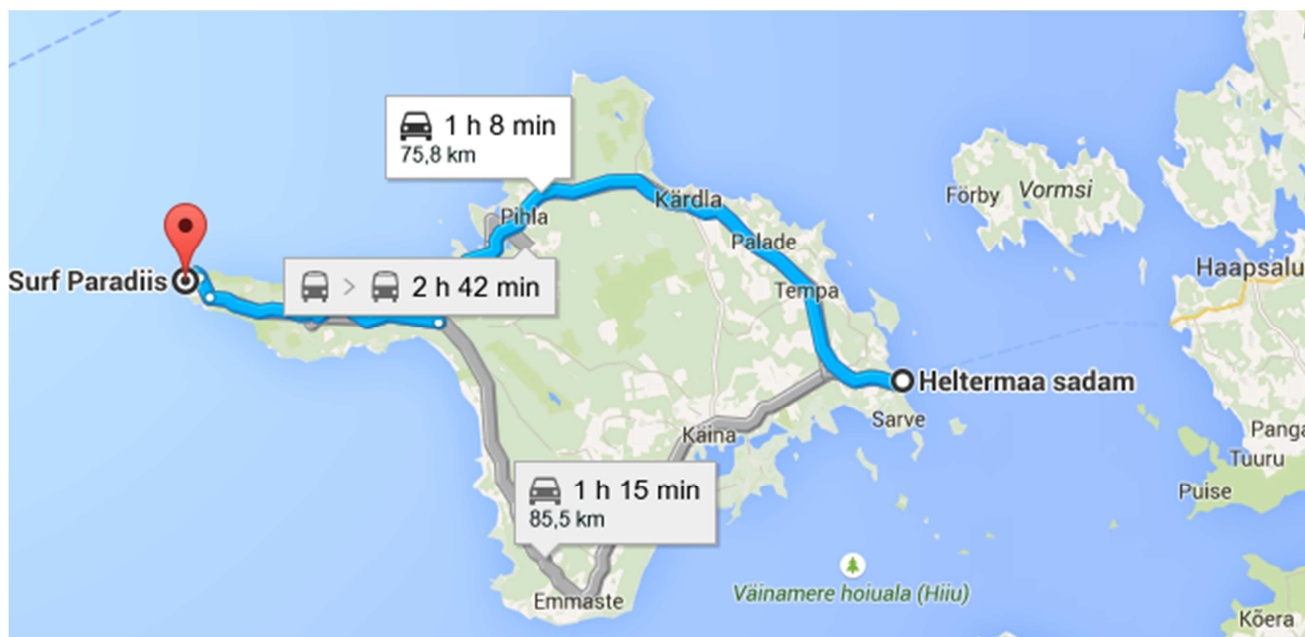 1 h 8 min
75,8 km
Kärdla
Pihla
Palade
Tempa
Förby
Vormsi
Haapsalu
Surf Paradiis
> 2 h 42 min
Heltermaa sadam
Sarve
Käina
1 h 15 min
85,5 km
Emmaste
Väinamere hoiuala (Hiiu)
Panga
Tuuru
Puise
Kõera